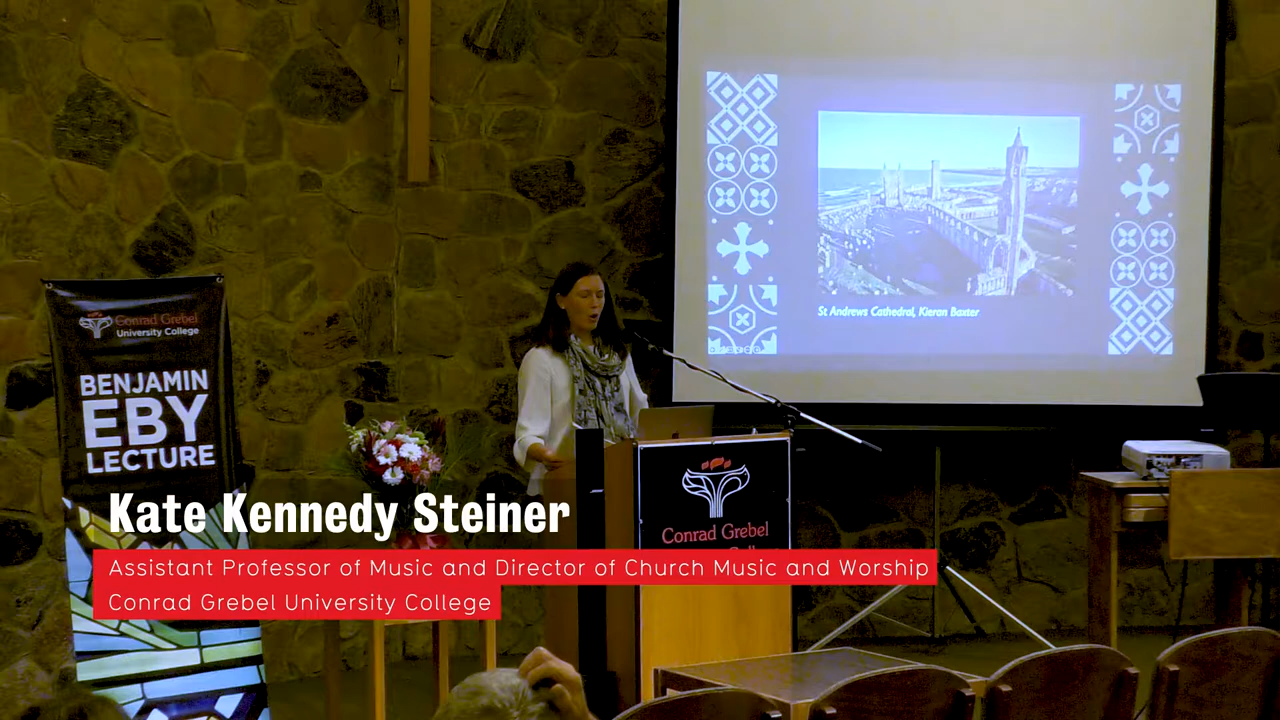 Conrad Grebel
University College
BENJAMIN
EBY
LECTURE
St Andrews Cathedral, Kieran Baxter
Conrad Grebel
Kate Kennedy Steiner
Assistant Professor of Music and Director of Church Music and Worship
Conrad Grebel University College